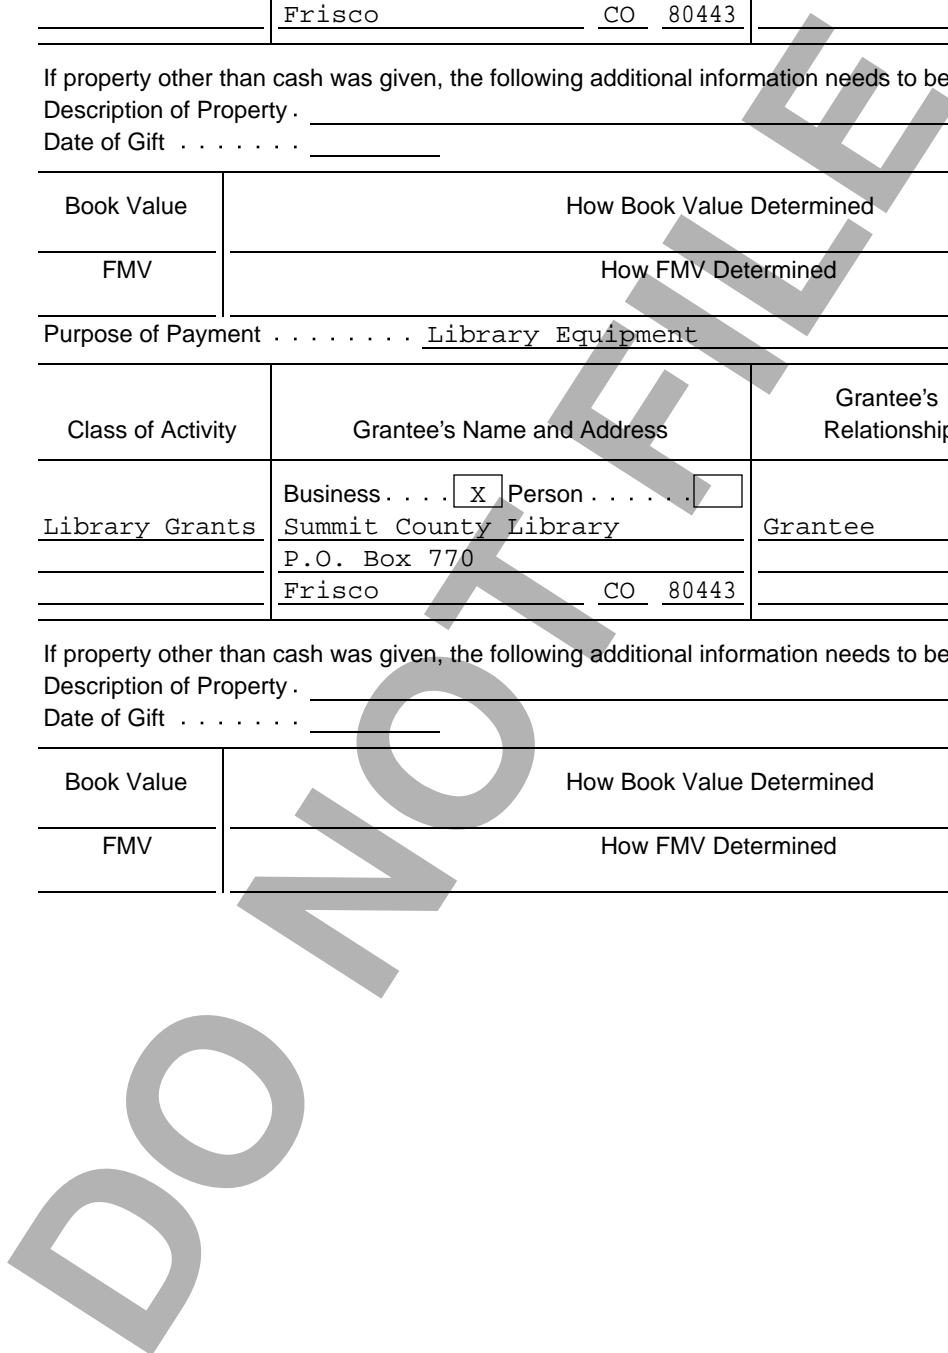 Frisco CO 80443
If property other than cash was given, the following additional information needs to be
Description of Property .
Date of Gift . . . . . . .
Book Value How Book Value Determined
FMV How FMV Determined
Purpose of Payment . . . . . . . . Library Equipment
Grantee's
Class of Activity Grantee's Name and Address Relationship
Business . . . . X Person . . . . . .
Library Grants Summit County Library Grantee
P.O. Box 770
Frisco CO 80443
If property other than cash was given, the following additional information needs to be
Description of Property .
Date of Gift . . . . . . .
Book Value How Book Value Determined
FMV How FMV Determined
DO NOT FILE